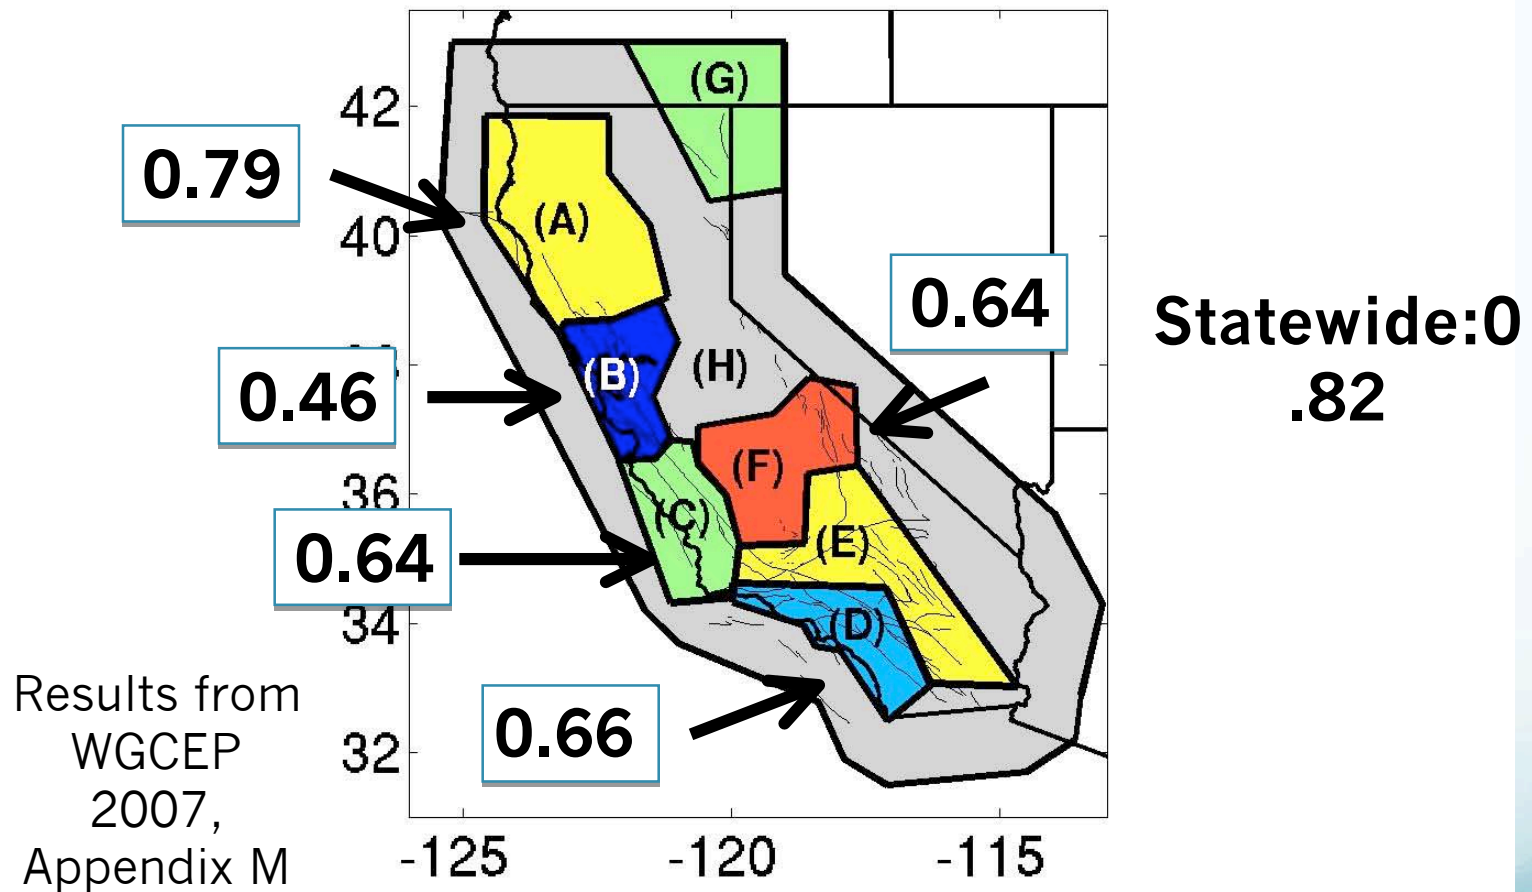 (G)
42
0.79
(A)
40
0.64
Statewide:0
.82
(B)
(H)
0.46
(F)
36
(C)
(E)
0.64
34
(D)
Results from
WGCEP
2007,
Appendix M
0.66
32
-125
-120
-115